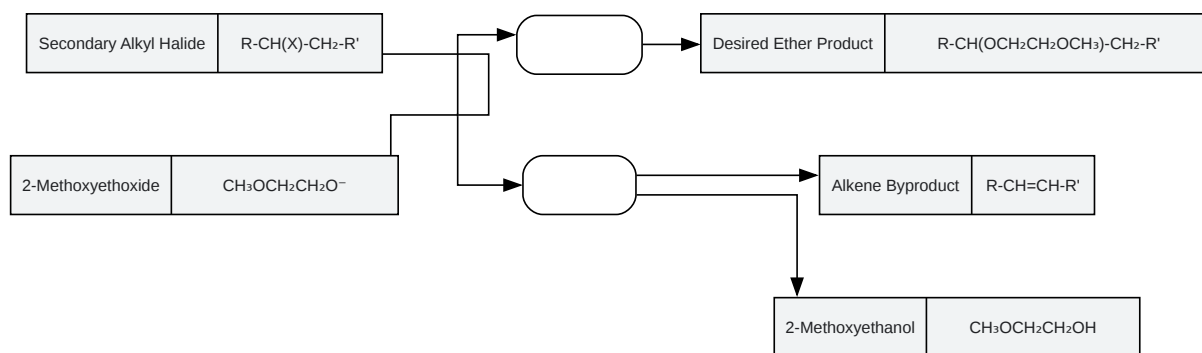 Secondary Alkyl Halide R-CH(X)-CH₂-R'
Desired Ether Product R-CH(OCH₂CH₂OCH₃)-CH₂-R'
2-Methoxyethoxide CH₃OCH₂CH₂O⁻
Alkene Byproduct R-CH=CH-R'
2-Methoxyethanol CH₃OCH₂CH₂OH